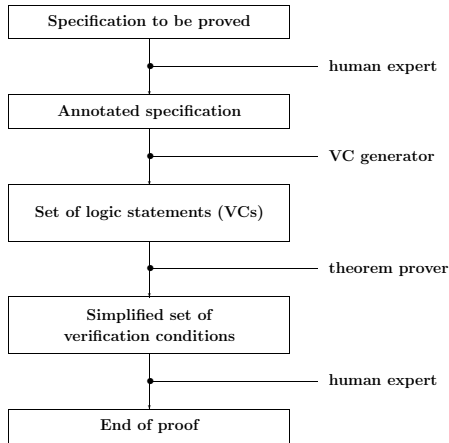 Specification to be proved
human expert
Annotated specification
VC generator
Set of logic statements (VCs)
theorem prover
Simplified set of
verification conditions
human expert
End of proof